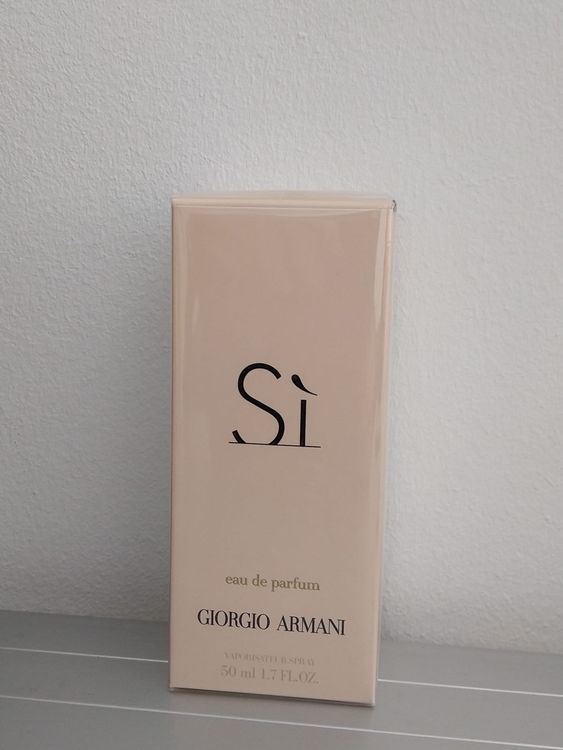 Sì
eau de parfum
GIORGIO ARMANI
VAPORISATEUR SPRAY
50 ml 1.7 FL.OZ.